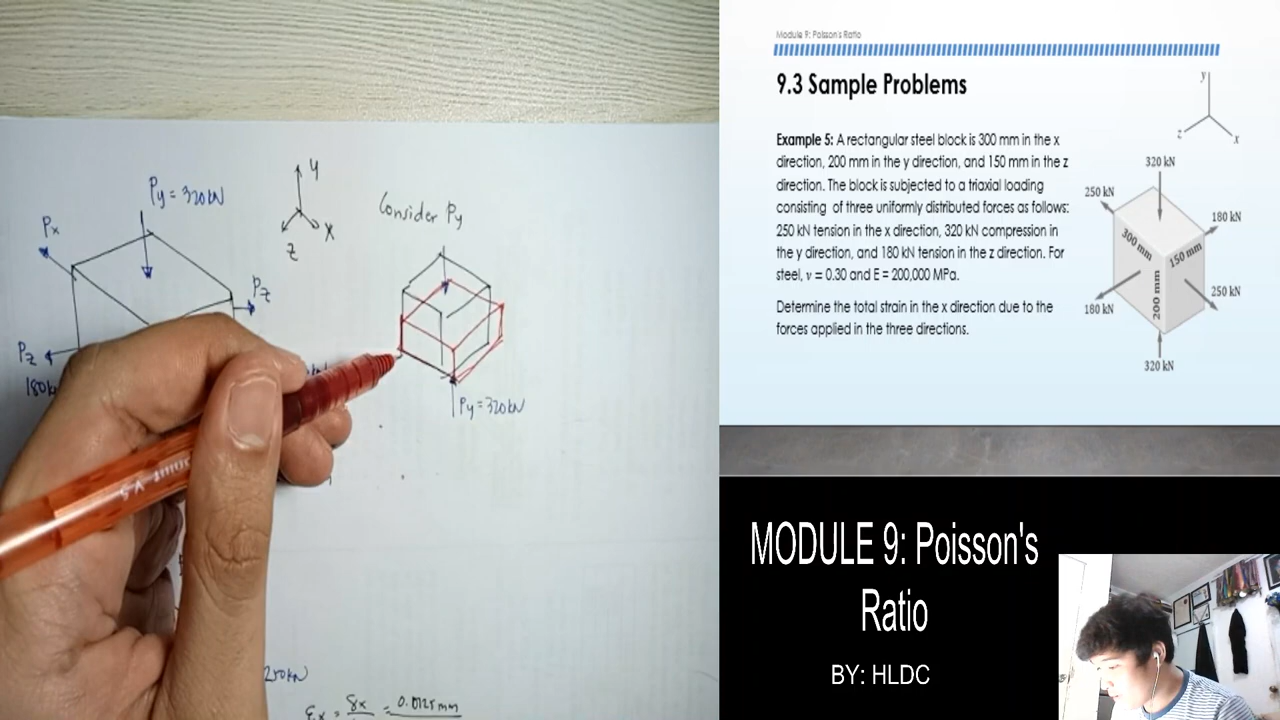 Py = 320kN
Px
Pz
Pz
180k
y
x
z
Consider Py
Py = 320kN
250kN
εx = δx = 0.0125mm
Module 9: Poisson's Ratio
9.3 Sample Problems
Example 5: A rectangular steel block is 300 mm in the x
direction, 200 mm in the y direction, and 150 mm in the z
direction. The block is subjected to a triaxial loading
consisting of three uniformly distributed forces as follows:
250 kN tension in the x direction, 320 kN compression in
the y direction, and 180 kN tension in the z direction. For
steel, v = 0.30 and E = 200,000 MPa.
Determine the total strain in the x direction due to the
forces applied in the three directions.
y
z
x
320 kN
250 kN
180 kN
300 mm
150 mm
200 mm
180 kN
250 kN
320 kN
MODULE 9: Poisson's
Ratio
BY: HLDC